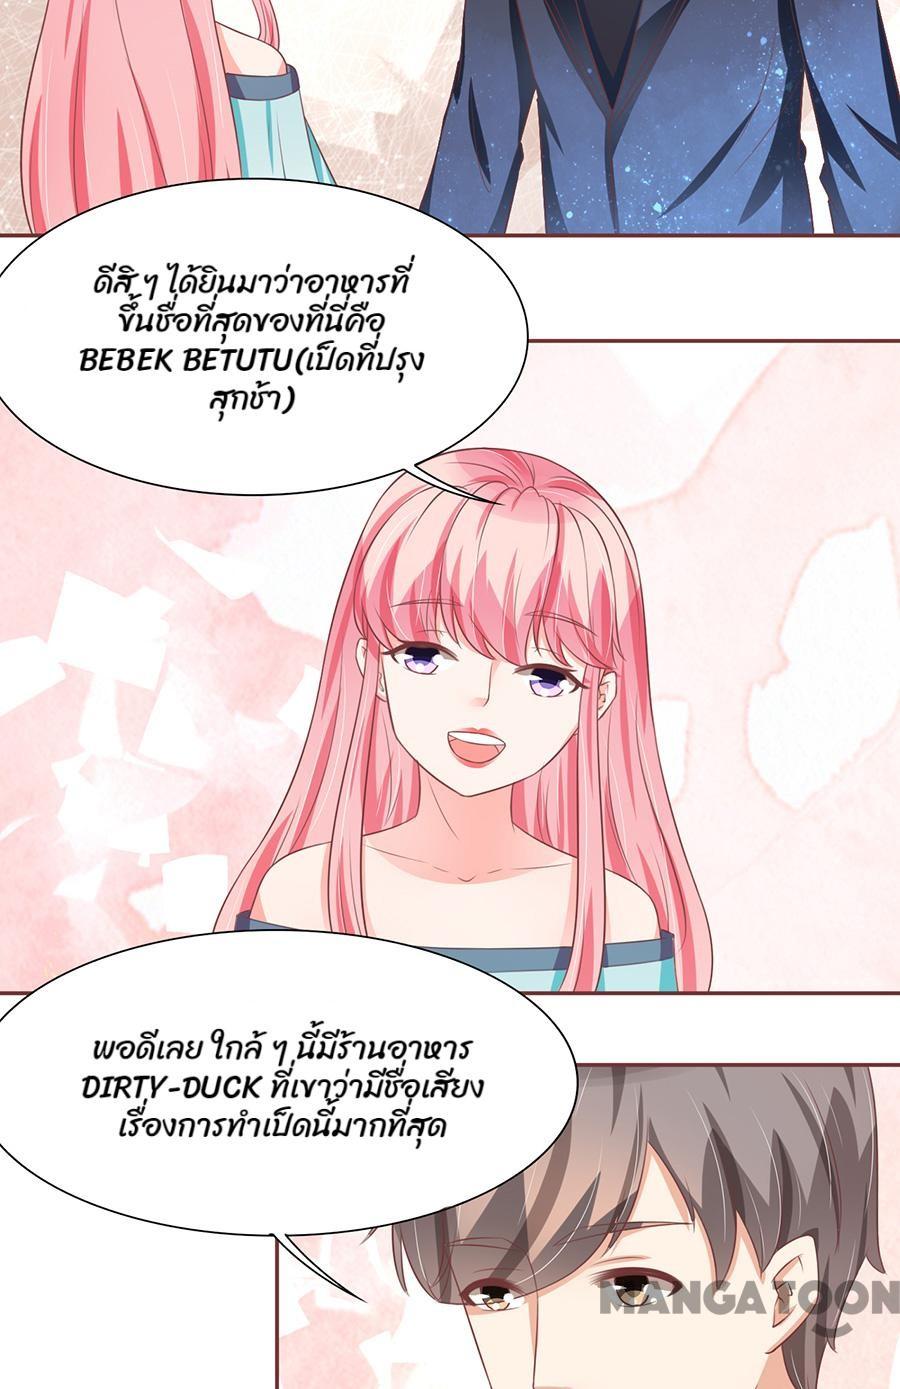 ดีสิ ๆ ได้ยินมาว่าอาหารที่
ขึ้นชื่อที่สุดของที่นี่คือ
BEBEK BETUTU(เป็ดที่ปรุง
สุกช้า)
พอดีเลย ใกล้ ๆ นี้มีร้านอาหาร
DIRTY-DUCK ที่เขาว่ามีชื่อเสียง
เรื่องการทำเป็ดนี้มากที่สุด
MANGATOON